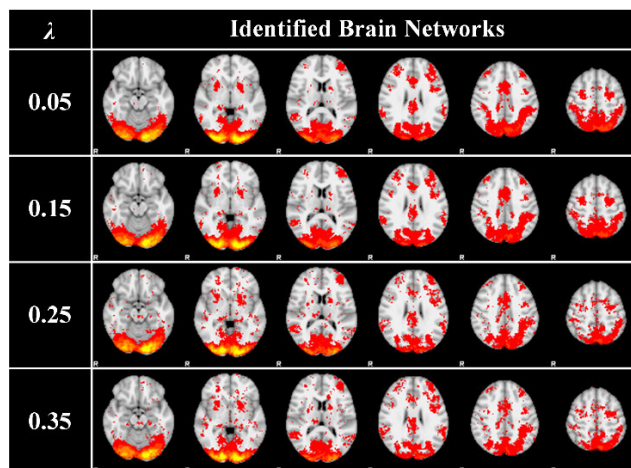 λ Identified Brain Networks
0.05
R R R R R R
0.15
R R R R R R
0.25
R R R R R R
0.35